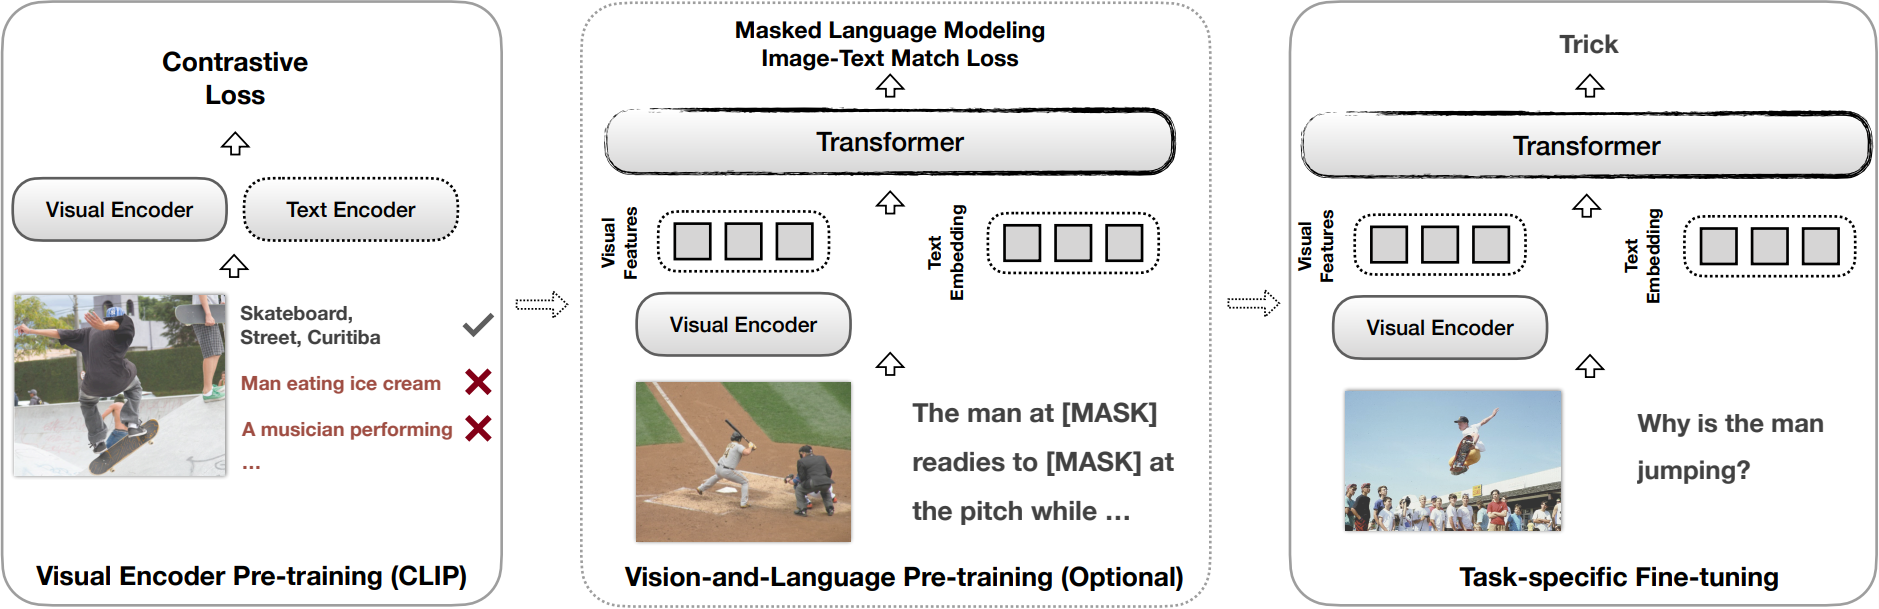 Contrastive
Loss
Visual Encoder
Text Encoder
Skateboard,
Street, Curitiba
Man eating ice cream
A musician performing
...
Visual Encoder Pre-training (CLIP)
Masked Language Modeling
Image-Text Match Loss
Transformer
Visual
Features
Text
Embedding
Visual Encoder
The man at [MASK]
readies to [MASK] at
the pitch while ...
Vision-and-Language Pre-training (Optional)
Trick
Transformer
Visual
Features
Text
Embedding
Visual Encoder
Why is the man
jumping?
Task-specific Fine-tuning